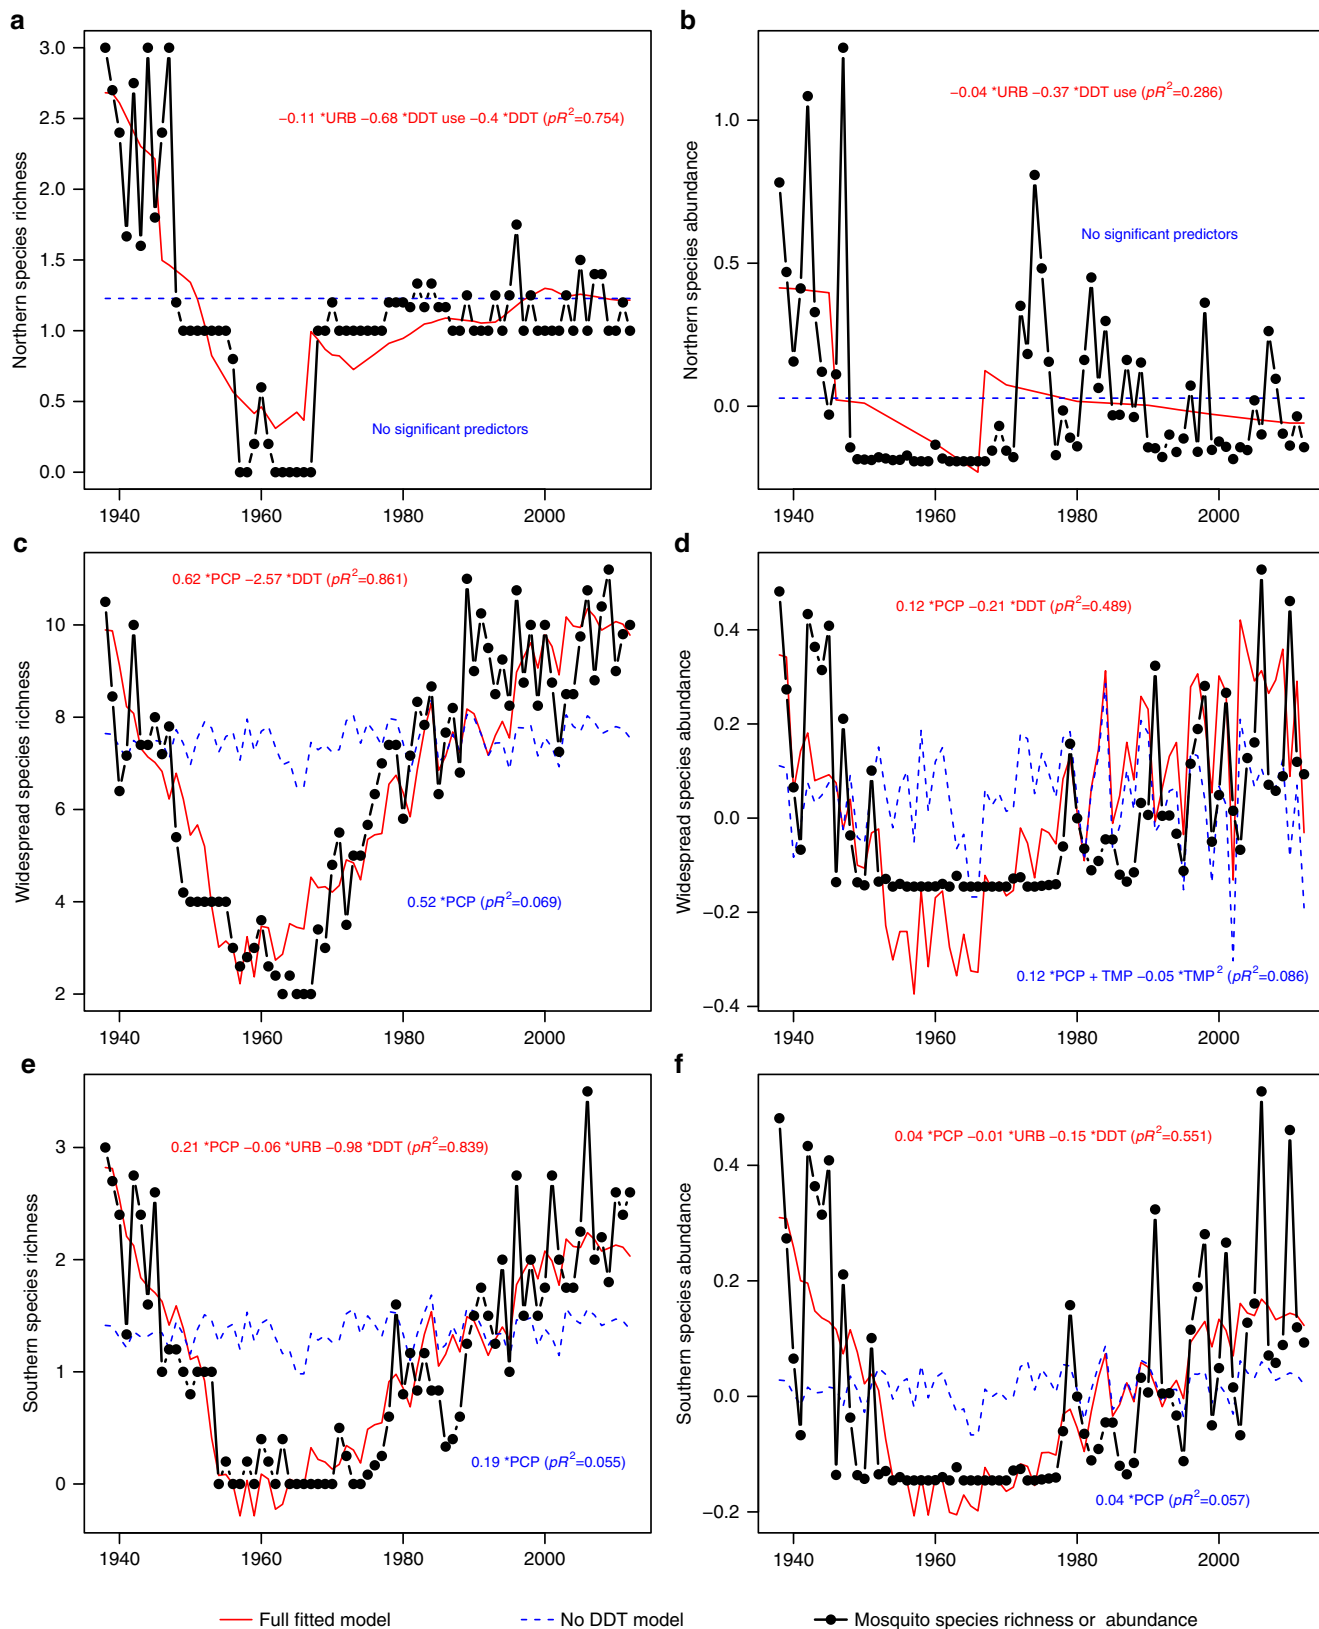 a
Northern species richness
3.0
2.5
2.0
1.5
1.0
0.5
0.0
−0.11 *URB −0.68 *DDT use −0.4 *DDT (pR²=0.754)
No significant predictors
1940 1960 1980 2000
b
Northern species abundance
1.0
0.5
0.0
−0.04 *URB −0.37 *DDT use (pR²=0.286)
No significant predictors
1940 1960 1980 2000
c
Widespread species richness
10
8
6
4
2
0.62 *PCP −2.57 *DDT (pR²=0.861)
0.52 *PCP (pR²=0.069)
1940 1960 1980 2000
d
Widespread species abundance
0.4
0.2
0.0
−0.2
−0.4
0.12 *PCP −0.21 *DDT (pR²=0.489)
0.12 *PCP + TMP −0.05 *TMP² (pR²=0.086)
1940 1960 1980 2000
e
Southern species richness
3
2
1
0
0.21 *PCP −0.06 *URB −0.98 *DDT (pR²=0.839)
0.19 *PCP (pR²=0.055)
1940 1960 1980 2000
f
Southern species abundance
0.4
0.2
0.0
−0.2
0.04 *PCP −0.01 *URB −0.15 *DDT (pR²=0.551)
0.04 *PCP (pR²=0.057)
1940 1960 1980 2000
Full fitted model
No DDT model
Mosquito species richness or abundance